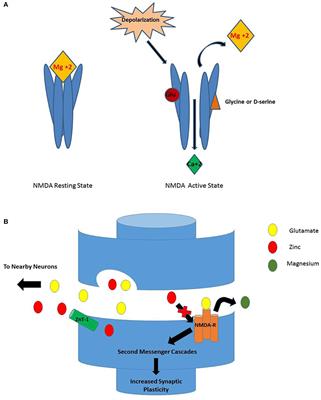 A
Depolarization
Mg +2
Mg +2
Glu
Glycine or D-serine
Ca+2
NMDA Resting State
NMDA Active State
B
Glutamate
Zinc
Magnesium
To Nearby Neurons
ZnT-1
NMDA-R
Second Messenger Cascades
Increased Synaptic
Plasticity